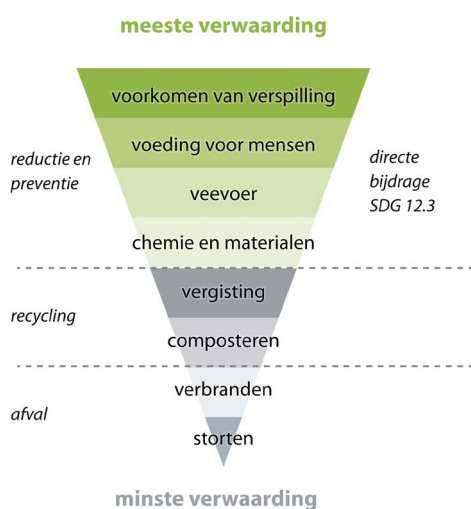 meeste verwaarding
voorkomen van verspilling
voeding voor mensen
reductie en
preventie
veevoer
directe
bijdrage
SDG 12.3
chemie en materialen
vergisting
recycling
composteren
verbranden
afval
storten
minste verwaarding